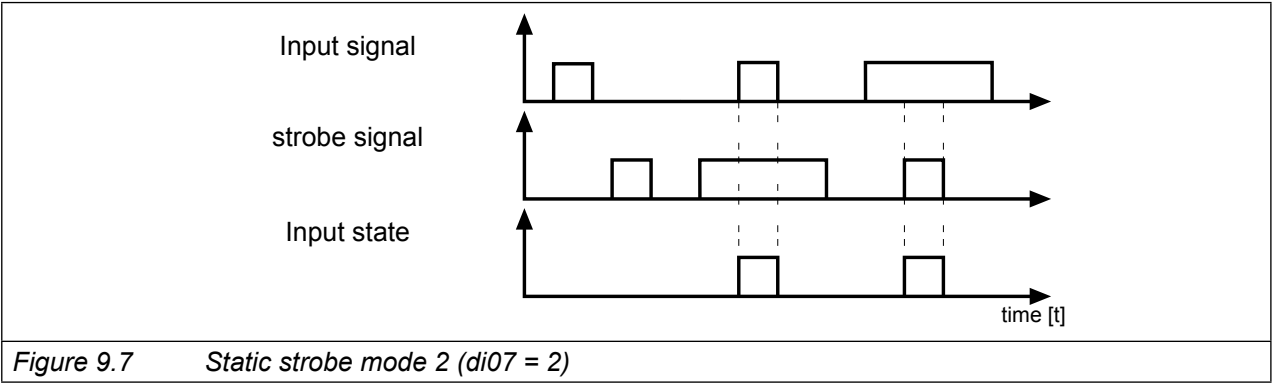 Input signal
strobe signal
Input state
time [t]
Figure 9.7 Static strobe mode 2 (di07 = 2)